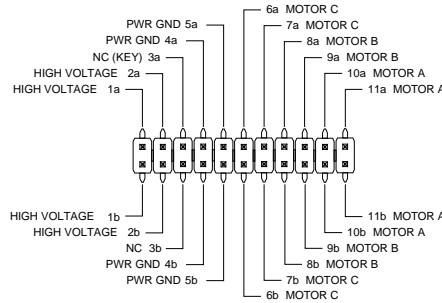 6a MOTOR C
PWR GND 5a
7a MOTOR C
PWR GND 4a
8a MOTOR B
NC (KEY) 3a
9a MOTOR B
HIGH VOLTAGE 2a
10a MOTOR A
HIGH VOLTAGE 1a
11a MOTOR A
HIGH VOLTAGE 1b
11b MOTOR A
HIGH VOLTAGE 2b
10b MOTOR A
NC 3b
9b MOTOR B
PWR GND 4b
8b MOTOR B
PWR GND 5b
7b MOTOR C
6b MOTOR C